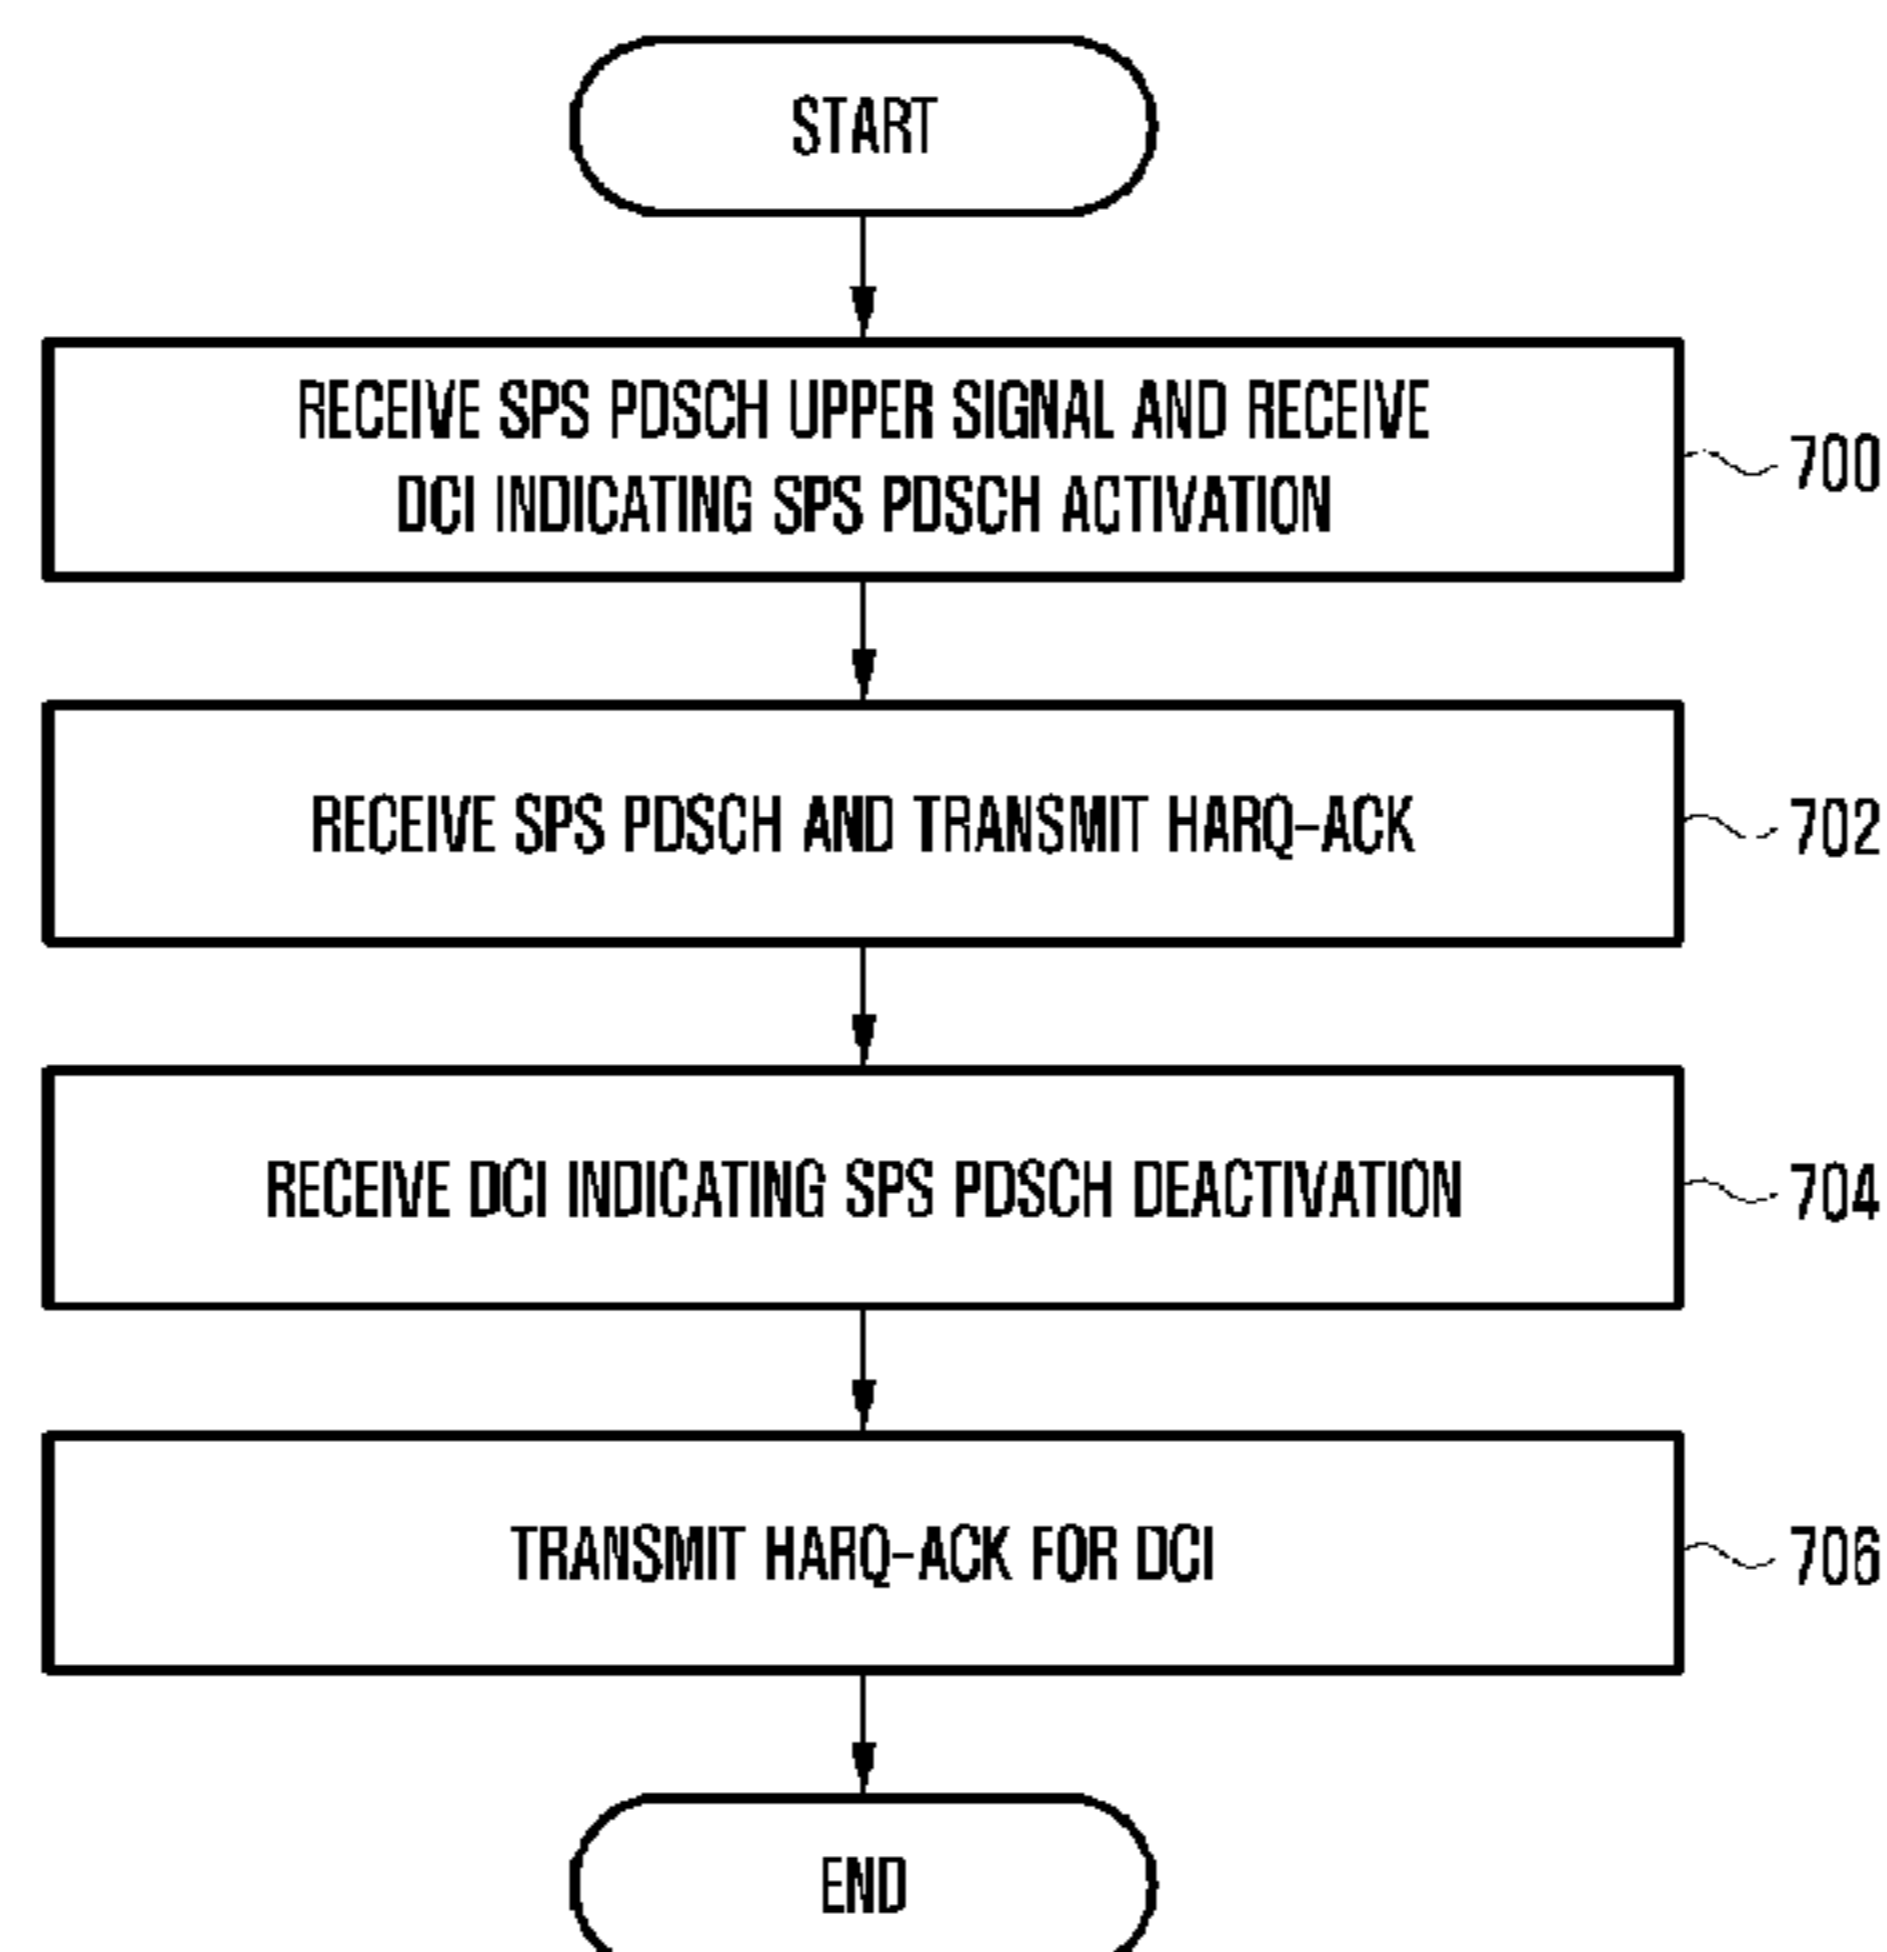 START
RECEIVE SPS PDSCH UPPER SIGNAL AND RECEIVE
DCI INDICATING SPS PDSCH ACTIVATION
700
RECEIVE SPS PDSCH AND TRANSMIT HARQ-ACK
702
RECEIVE DCI INDICATING SPS PDSCH DEACTIVATION
704
TRANSMIT HARQ-ACK FOR DCI
706
END